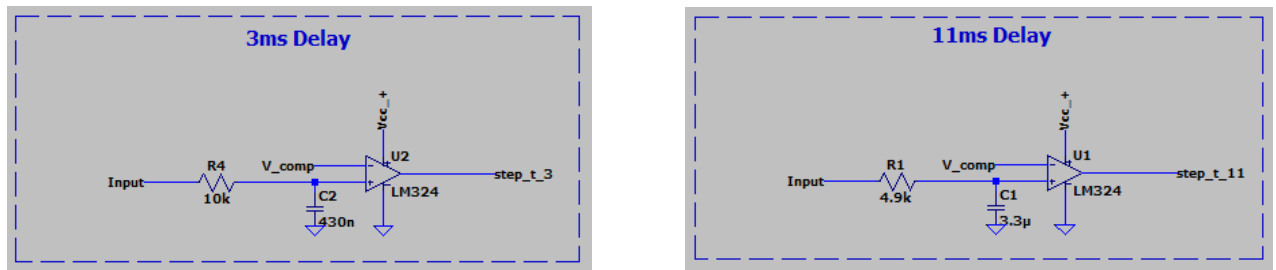 3ms Delay
Vcc_+
U2
R4
V_comp
Input
10k
C2
LM324
step_t_3
430n
11ms Delay
Vcc_+
U1
R1
V_comp
Input
4.9k
C1
LM324
step_t_11
3.3µ